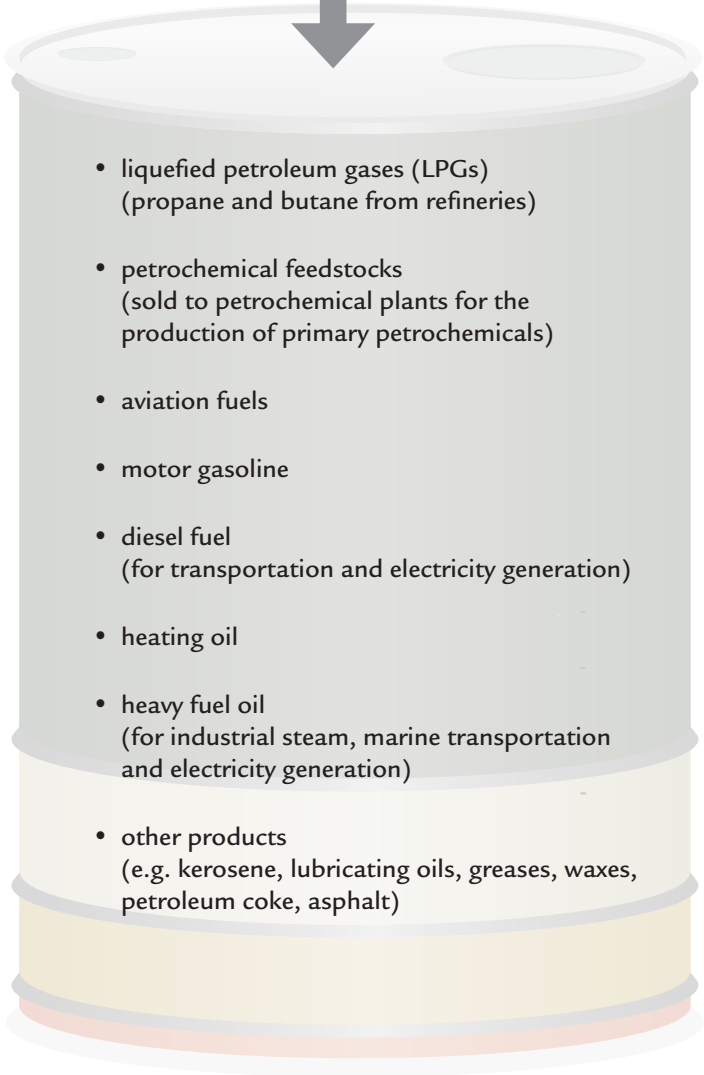 • liquefied petroleum gases (LPGs)
(propane and butane from refineries)
• petrochemical feedstocks
(sold to petrochemical plants for the
production of primary petrochemicals)
• aviation fuels
• motor gasoline
• diesel fuel
(for transportation and electricity generation)
• heating oil
• heavy fuel oil
(for industrial steam, marine transportation
and electricity generation)
• other products
(e.g. kerosene, lubricating oils, greases, waxes,
petroleum coke, asphalt)